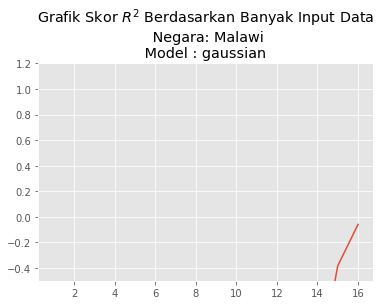 Grafik Skor R² Berdasarkan Banyak Input Data
Negara: Malawi
Model : gaussian
1.2
1.0
0.8
0.6
0.4
0.2
0.0
−0.2
−0.4
2 4 6 8 10 12 14 16